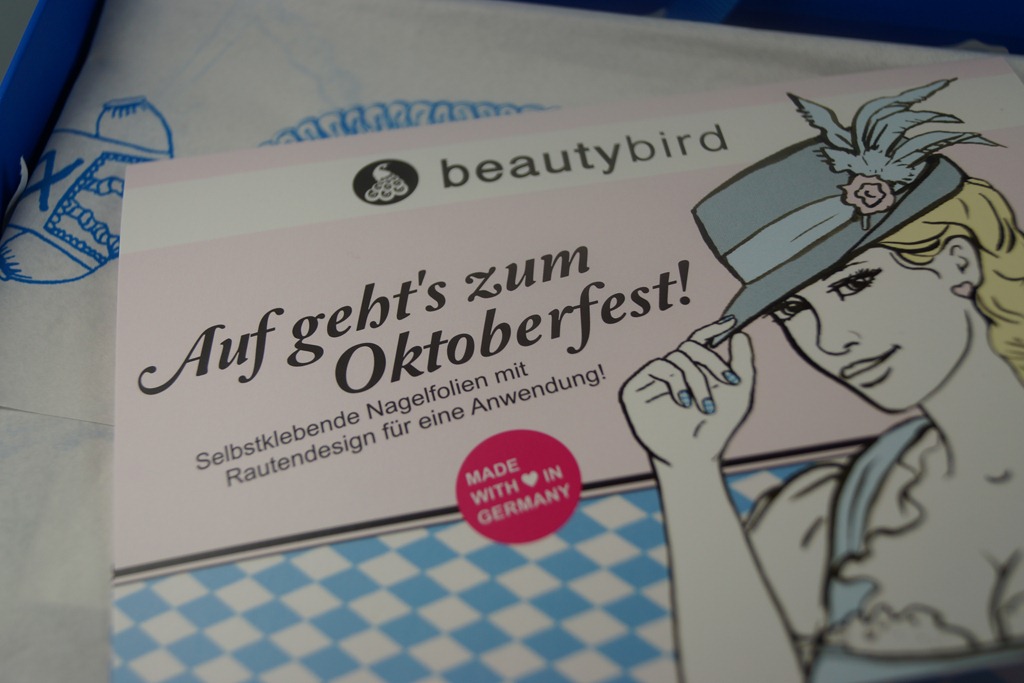 beautybird
Auf geht's zum
Oktoberfest!
Selbstklebende Nagelfolien mit
Rautendesign für eine Anwendung!
MADE
WITH ♥ IN
GERMANY